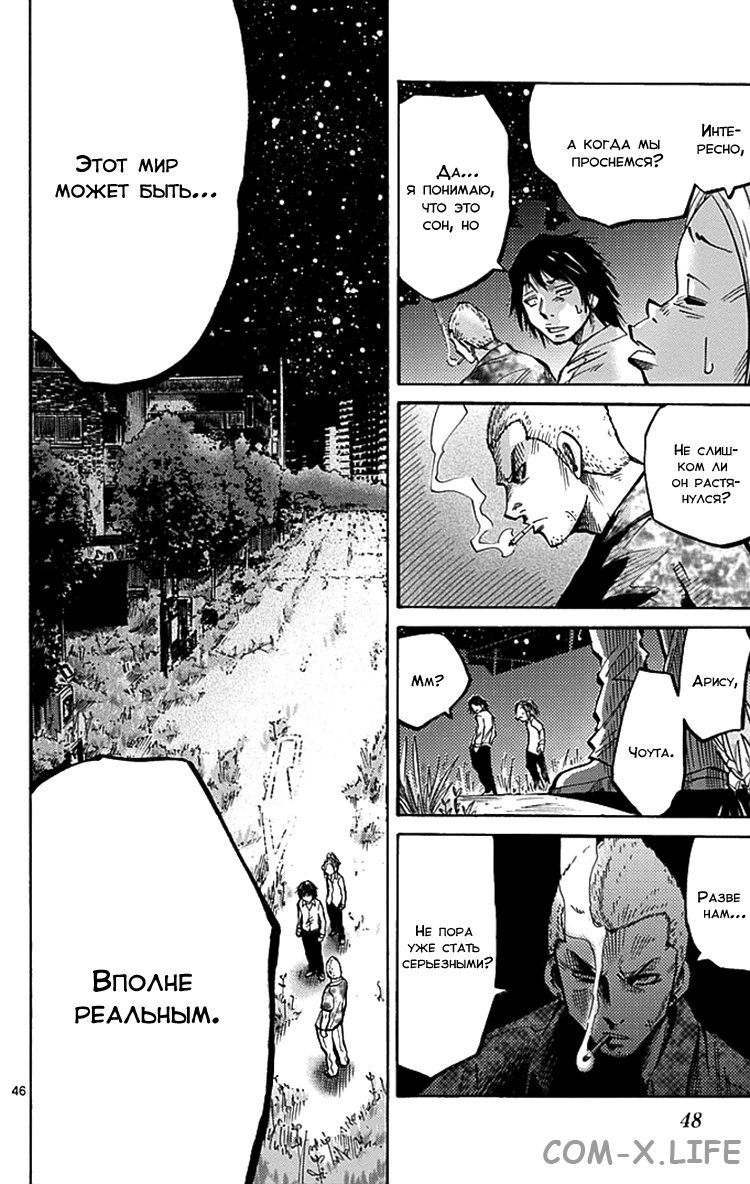 Инте-
ресно,
а когда мы
проснемся?
Да...
я понимаю,
что это
сон, но
Не слиш-
ком ли
он растя-
нулся?
Арису,
Чоута.
Мм?
Разве
нам...
Не пора
уже стать
серьезными?
Этот мир
может быть...
Вполне
реальным.
46
48
COM-X.LIFE